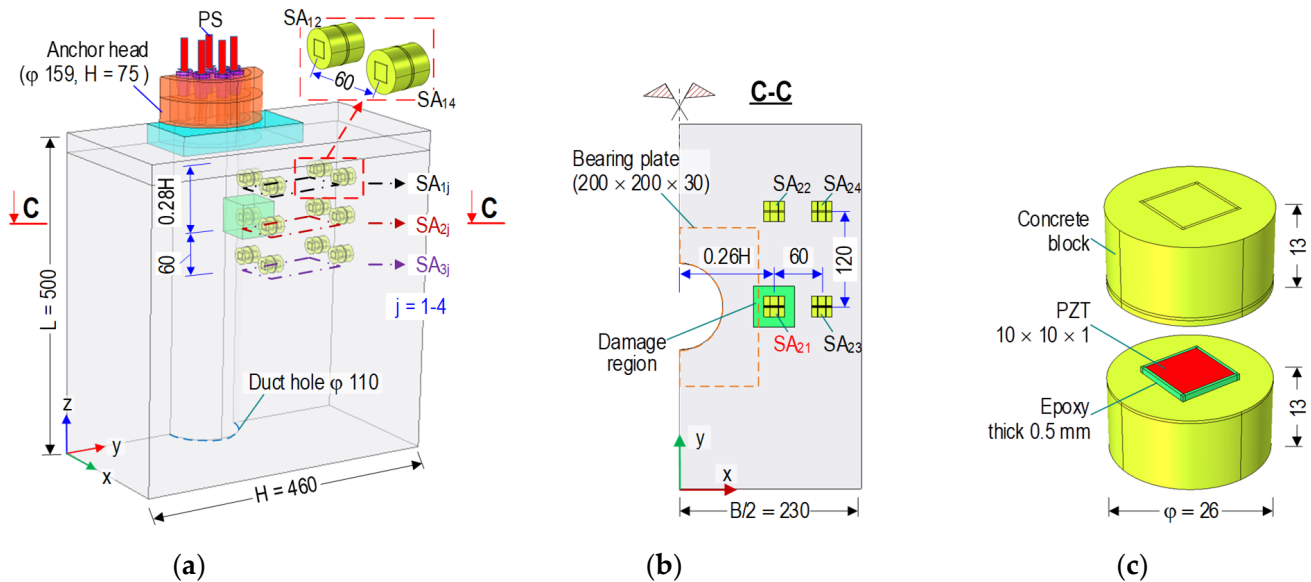 PS
SA12
Anchor head
(φ 159, H = 75)
60
SA14
0.28H
SA1j
C
C
SA2j
60
SA3j
L = 500
j = 1-4
Duct hole φ 110
z
y
x
H = 460
(a)
C-C
Bearing plate
(200 × 200 × 30)
SA22
SA24
0.26H
60
120
Damage
region
SA21
SA23
y
x
B/2 = 230
(b)
Concrete
block
13
PZT
10 × 10 × 1
Epoxy
thick 0.5 mm
13
φ = 26
(c)